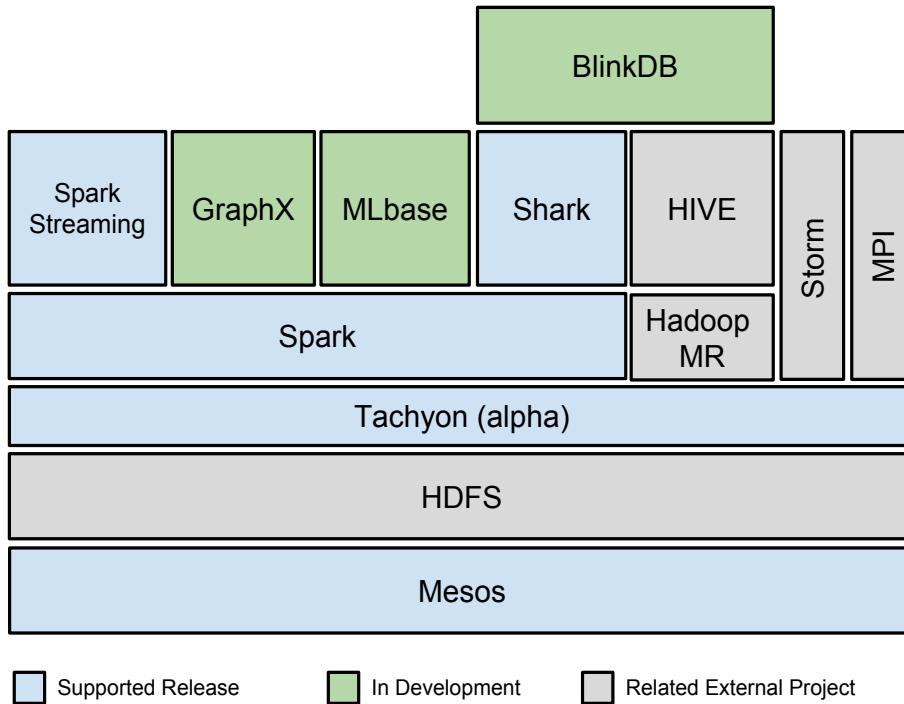 BlinkDB
Spark
Streaming
GraphX
MLbase
Shark
HIVE
Storm
MPI
Spark
Hadoop
MR
Tachyon (alpha)
HDFS
Mesos
Supported Release
In Development
Related External Project